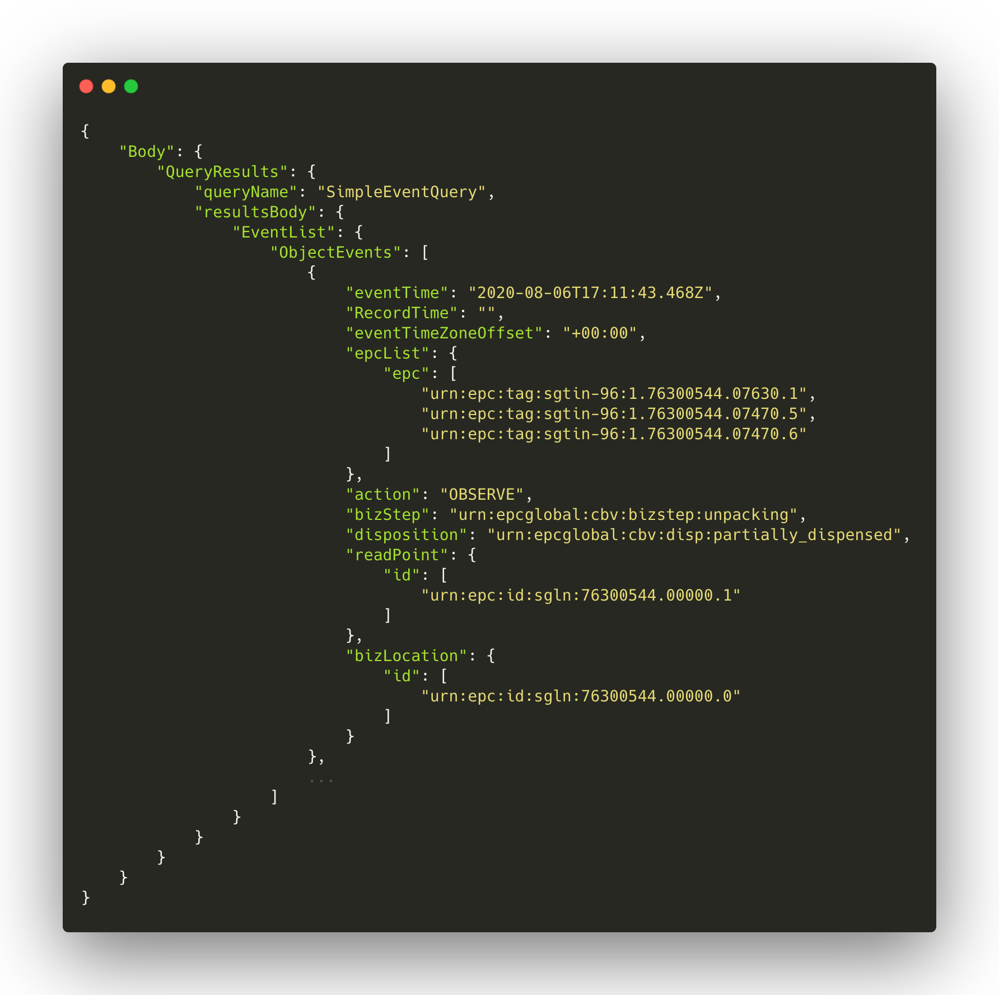 {
    "Body": {
        "QueryResults": {
            "queryName": "SimpleEventQuery",
            "resultsBody": {
                "EventList": {
                    "ObjectEvents": [
                        {
                            "eventTime": "2020-08-06T17:11:43.468Z",
                            "RecordTime": "",
                            "eventTimeZoneOffset": "+00:00",
                            "epcList": {
                                "epc": [
                                    "urn:epc:tag:sgtin-96:1.76300544.07630.1",
                                    "urn:epc:tag:sgtin-96:1.76300544.07470.5",
                                    "urn:epc:tag:sgtin-96:1.76300544.07470.6"
                                ]
                            },
                            "action": "OBSERVE",
                            "bizStep": "urn:epcglobal:cbv:bizstep:unpacking",
                            "disposition": "urn:epcglobal:cbv:disp:partially_dispensed",
                            "readPoint": {
                                "id": [
                                    "urn:epc:id:sgln:76300544.00000.1"
                                ]
                            },
                            "bizLocation": {
                                "id": [
                                    "urn:epc:id:sgln:76300544.00000.0"
                                ]
                            }
                        },
                        ...
                    ]
                }
            }
        }
    }
}